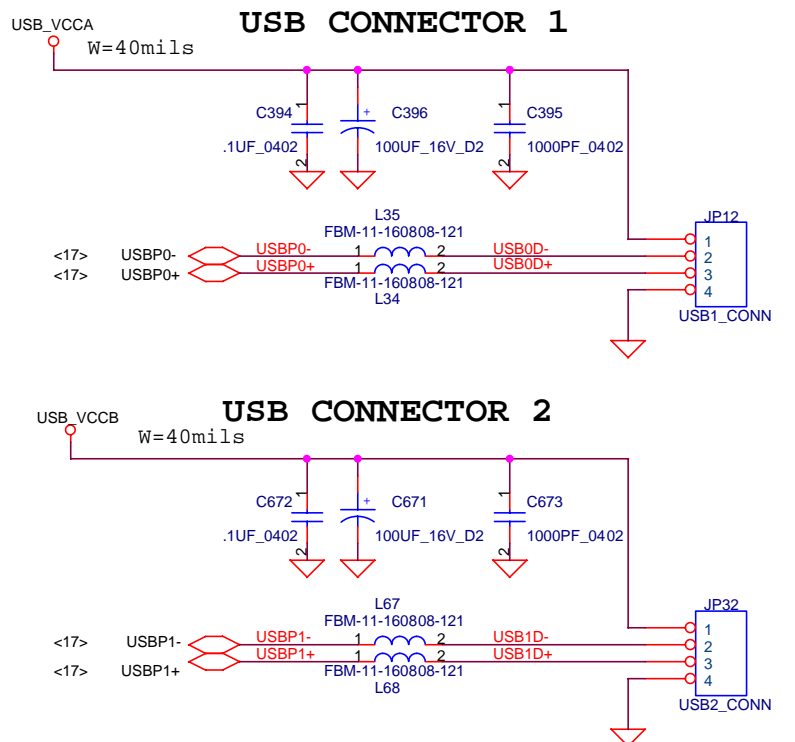 USB CONNECTOR 1
USB_VCCA
W=40mils
C394
C396
C395
1
+
1
.1UF_0402
100UF_16V_D2
1000PF_0402
2
2
L35
FBM-11-160808-121
JP12
<17> USBP0- USBP0- 1 2 USB0D-
<17> USBP0+ USBP0+ 1 2 USB0D+
FBM-11-160808-121
L34
1
2
3
4
USB1_CONN
USB CONNECTOR 2
USB_VCCB
W=40mils
C672
C671
C673
1
+
1
.1UF_0402
100UF_16V_D2
1000PF_0402
2
2
L67
FBM-11-160808-121
JP32
<17> USBP1- USBP1- 1 2 USB1D-
<17> USBP1+ USBP1+ 1 2 USB1D+
FBM-11-160808-121
L68
1
2
3
4
USB2_CONN